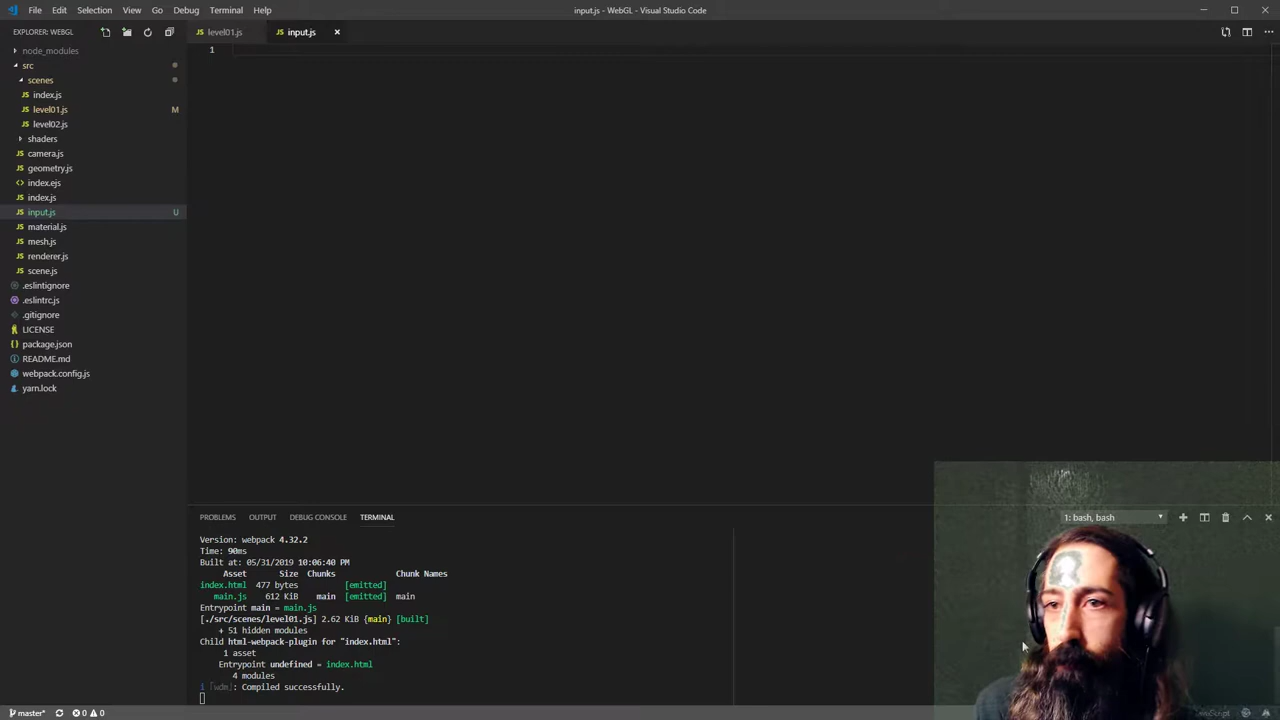 File Edit Selection View Go Debug Terminal Help
input.js - WebGL - Visual Studio Code
EXPLORER: WEBGL
JS level01.js
JS input.js
1
node_modules
src
scenes
JS index.js
JS level01.js M
JS level02.js
shaders
JS camera.js
JS geometry.js
<> index.ejs
JS index.js
JS input.js U
JS material.js
JS mesh.js
JS renderer.js
JS scene.js
.eslintignore
.eslintrc.js
.gitignore
LICENSE
{} package.json
README.md
webpack.config.js
yarn.lock
PROBLEMS OUTPUT DEBUG CONSOLE TERMINAL
1: bash, bash
Version: webpack 4.32.2
Time: 90ms
Built at: 05/31/2019 10:06:40 PM
Asset Size Chunks Chunk Names
index.html 477 bytes [emitted]
main.js 612 KiB main [emitted] main
Entrypoint main = main.js
[./src/scenes/level01.js] 2.62 KiB {main} [built]
+ 51 hidden modules
Child html-webpack-plugin for "index.html":
1 asset
Entrypoint undefined = index.html
4 modules
i ｢wdm｣: Compiled successfully.
master* 0 0